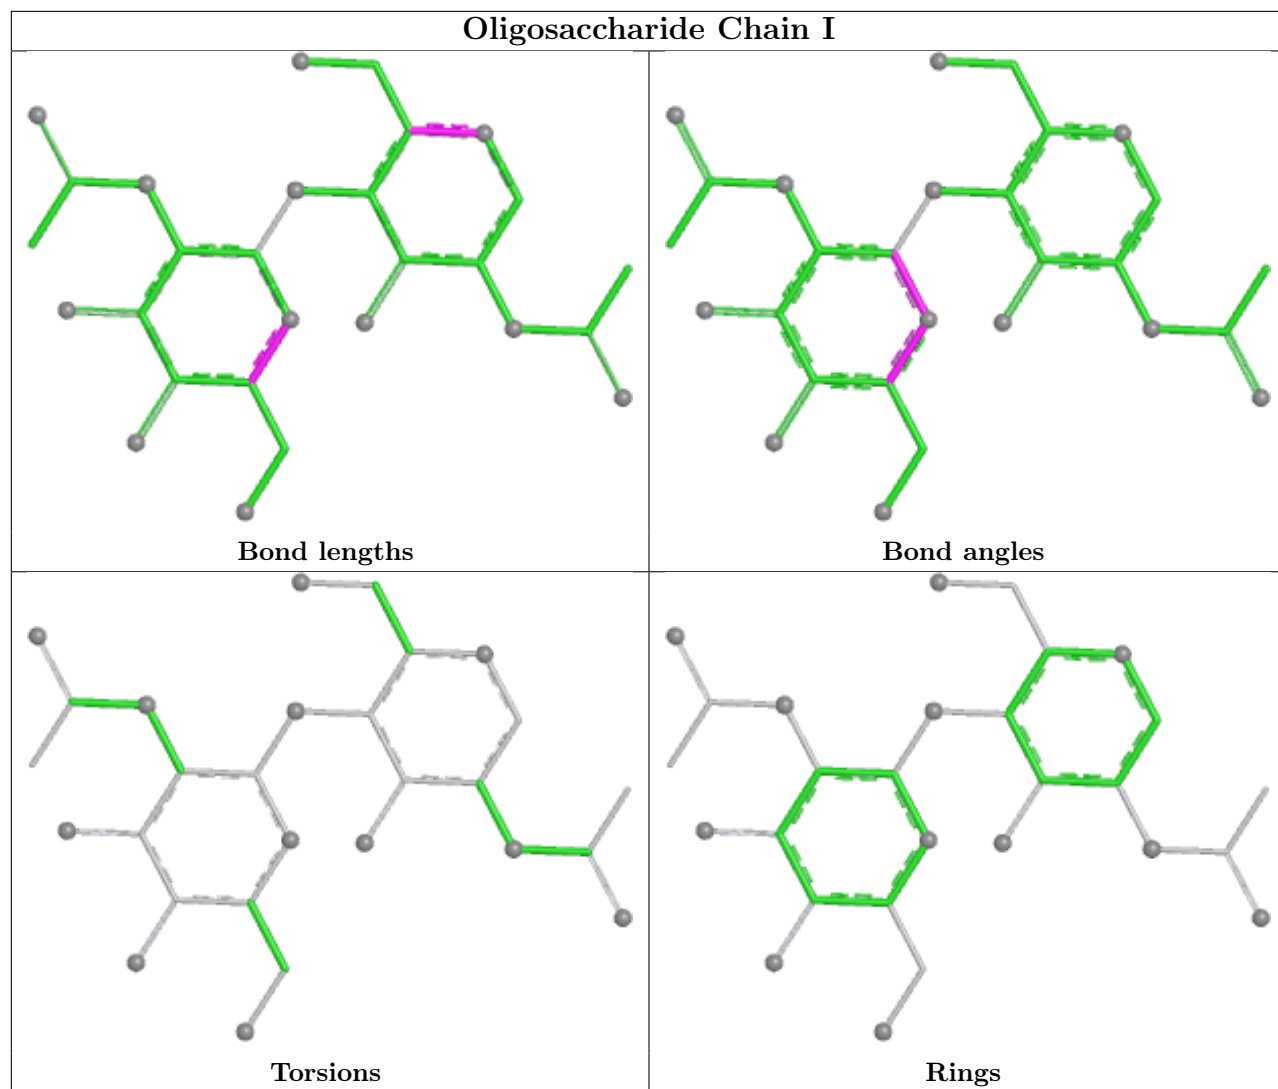 Oligosaccharide Chain I
Bond lengths
Bond angles
Torsions
Rings